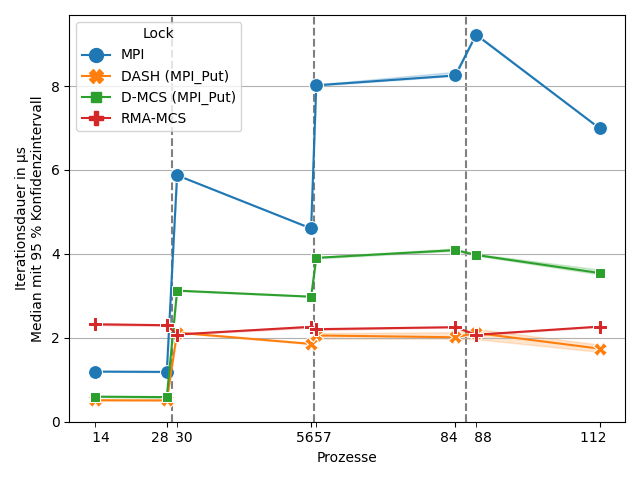 Lock
MPI
DASH (MPI_Put)
D-MCS (MPI_Put)
RMA-MCS
Iterationsdauer in µs
Median mit 95 % Konfidenzintervall
8
6
4
2
0
14 28 30 56 57 84 88 112
Prozesse